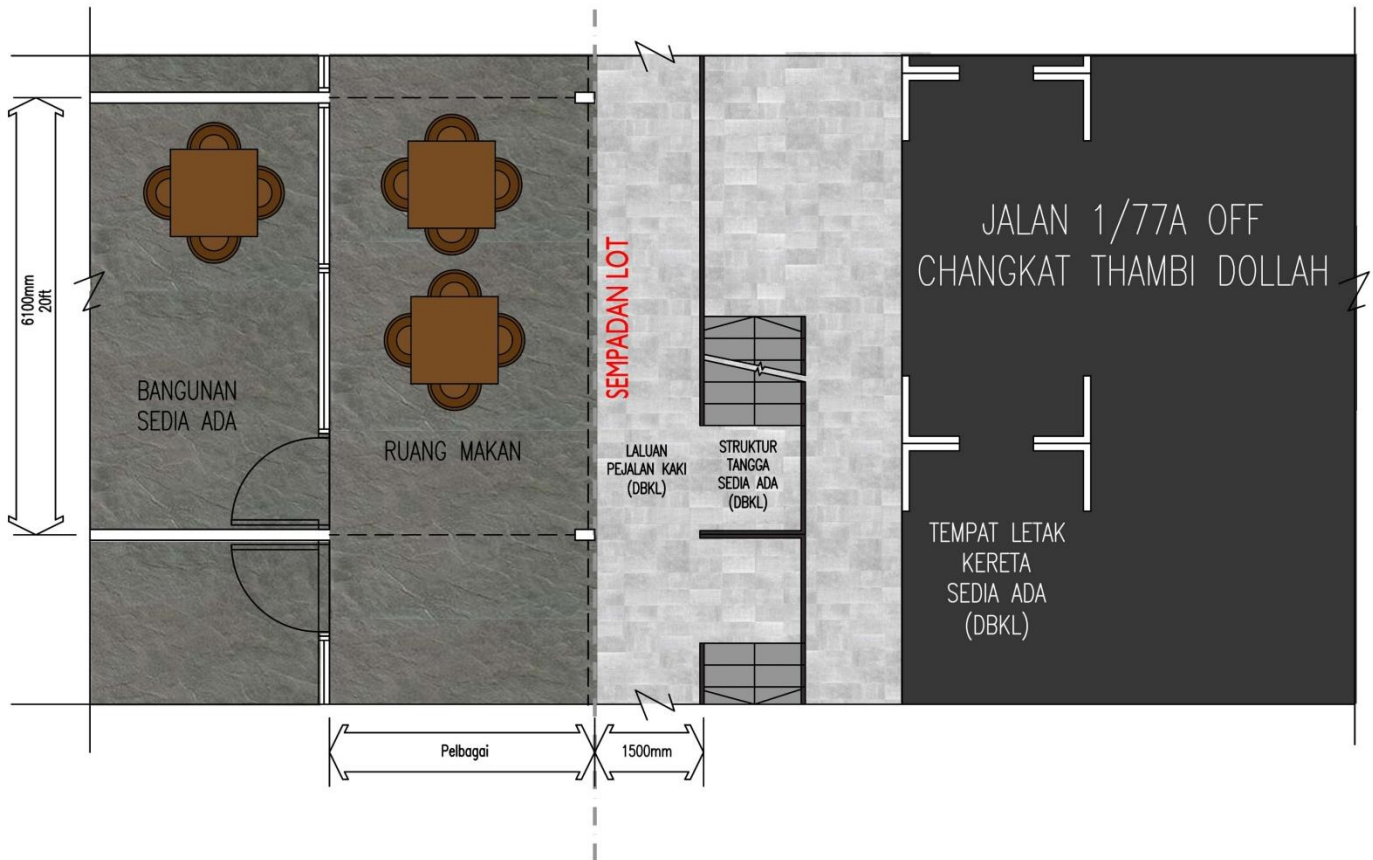 6100mm
20ft
BANGUNAN
SEDIA ADA
RUANG MAKAN
SEMPADAN LOT
LALUAN
PEJALAN KAKI
(DBKL)
STRUKTUR
TANGGA
SEDIA ADA
(DBKL)
JALAN 1/77A OFF
CHANGKAT THAMBI DOLLAH
TEMPAT LETAK
KERETA
SEDIA ADA
(DBKL)
Pelbagai
1500mm